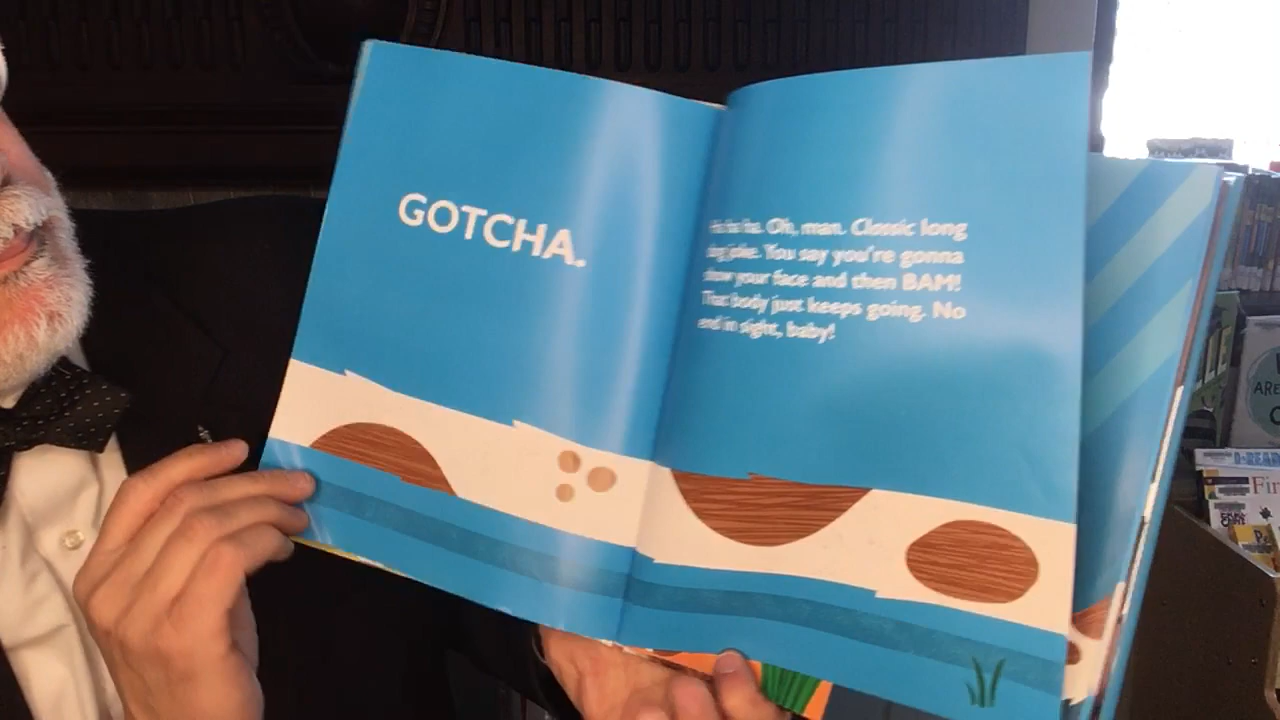 GOTCHA.
Ha ha ha. Oh, man. Classic long
dog joke. You say you're gonna
show your face and then BAM!
That body just keeps going. No
end in sight, baby!
ARE